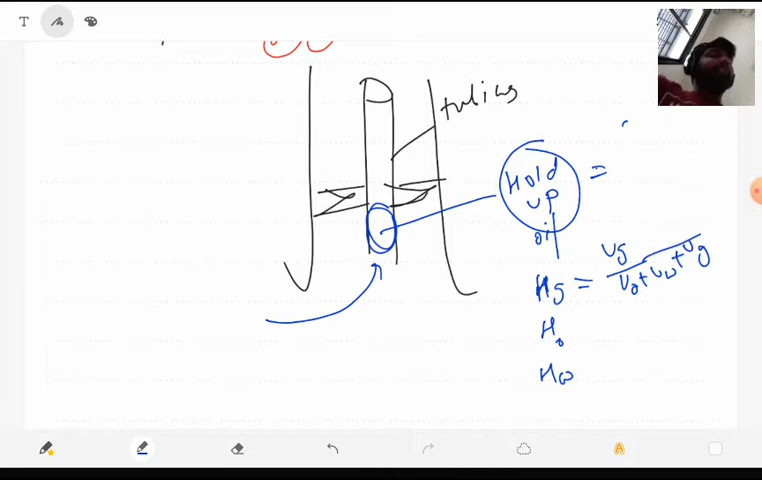 T
tubing
Hold
up =
oil
Hg = Vg / Vo + Vw + Vg
Ho
Hw
A